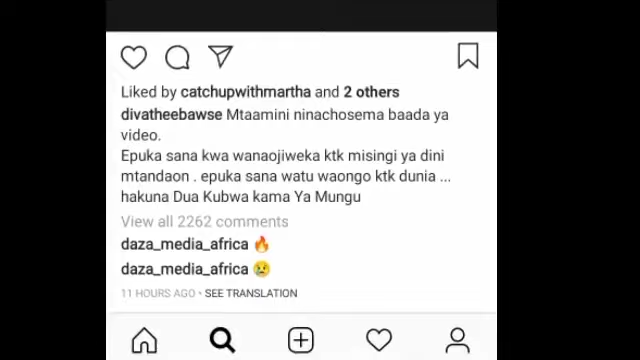 Liked by catchupwithmartha and 2 others
divatheebawse Mtaamini ninachosema baada ya
video.
Epuka sana kwa wanaojiweka ktk misingi ya dini
mtandaon . epuka sana watu waongo ktk dunia ...
hakuna Dua Kubwa kama Ya Mungu
View all 2262 comments
daza_media_africa 🔥
daza_media_africa 😢
11 HOURS AGO • SEE TRANSLATION